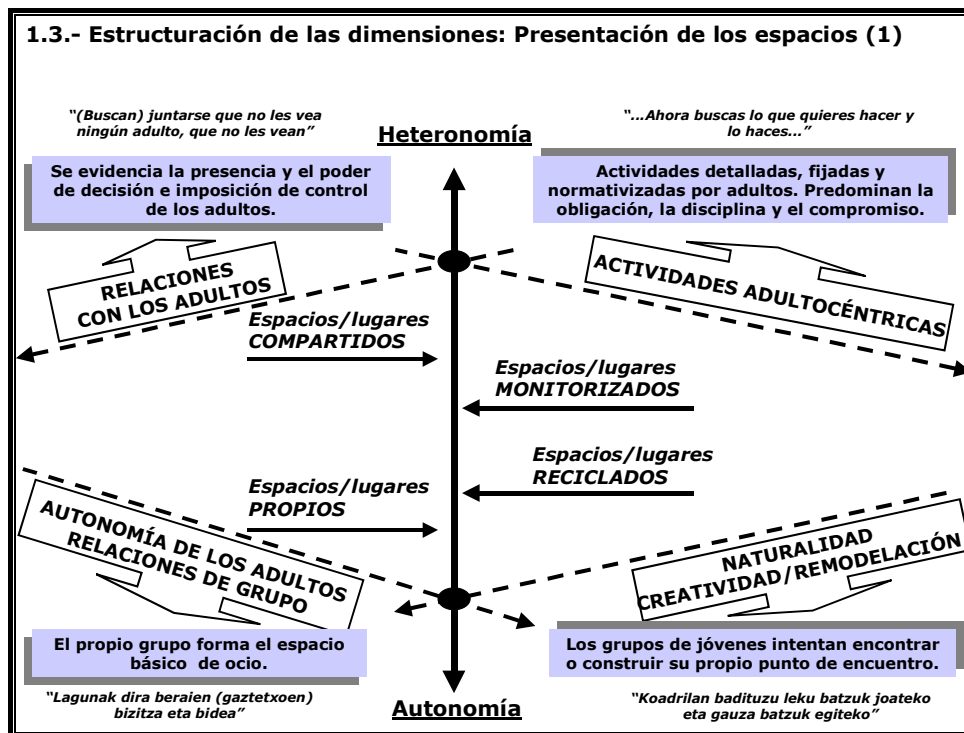 1.3.- Estructuración de las dimensiones: Presentación de los espacios (1)
“(Buscan) juntarse que no les vea
ningún adulto, que no les vean”
“...Ahora buscas lo que quieres hacer y
lo haces...”
Heteronomía
Se evidencia la presencia y el poder
de decisión e imposición de control
de los adultos.
Actividades detalladas, fijadas y
normativizadas por adultos. Predominan la
obligación, la disciplina y el compromiso.
RELACIONES
CON LOS ADULTOS
ACTIVIDADES ADULTOCÉNTRICAS
Espacios/lugares
COMPARTIDOS
Espacios/lugares
MONITORIZADOS
Espacios/lugares
RECICLADOS
Espacios/lugares
PROPIOS
AUTONOMÍA DE LOS ADULTOS
RELACIONES DE GRUPO
NATURALIDAD
CREATIVIDAD/REMODELACIÓN
El propio grupo forma el espacio
básico de ocio.
Los grupos de jóvenes intentan encontrar
o construir su propio punto de encuentro.
“Lagunak dira beraien (gaztetxoen)
bizitza eta bidea”
Autonomía
“Koadrilan badituzu leku batzuk joateko
eta gauza batzuk egiteko”